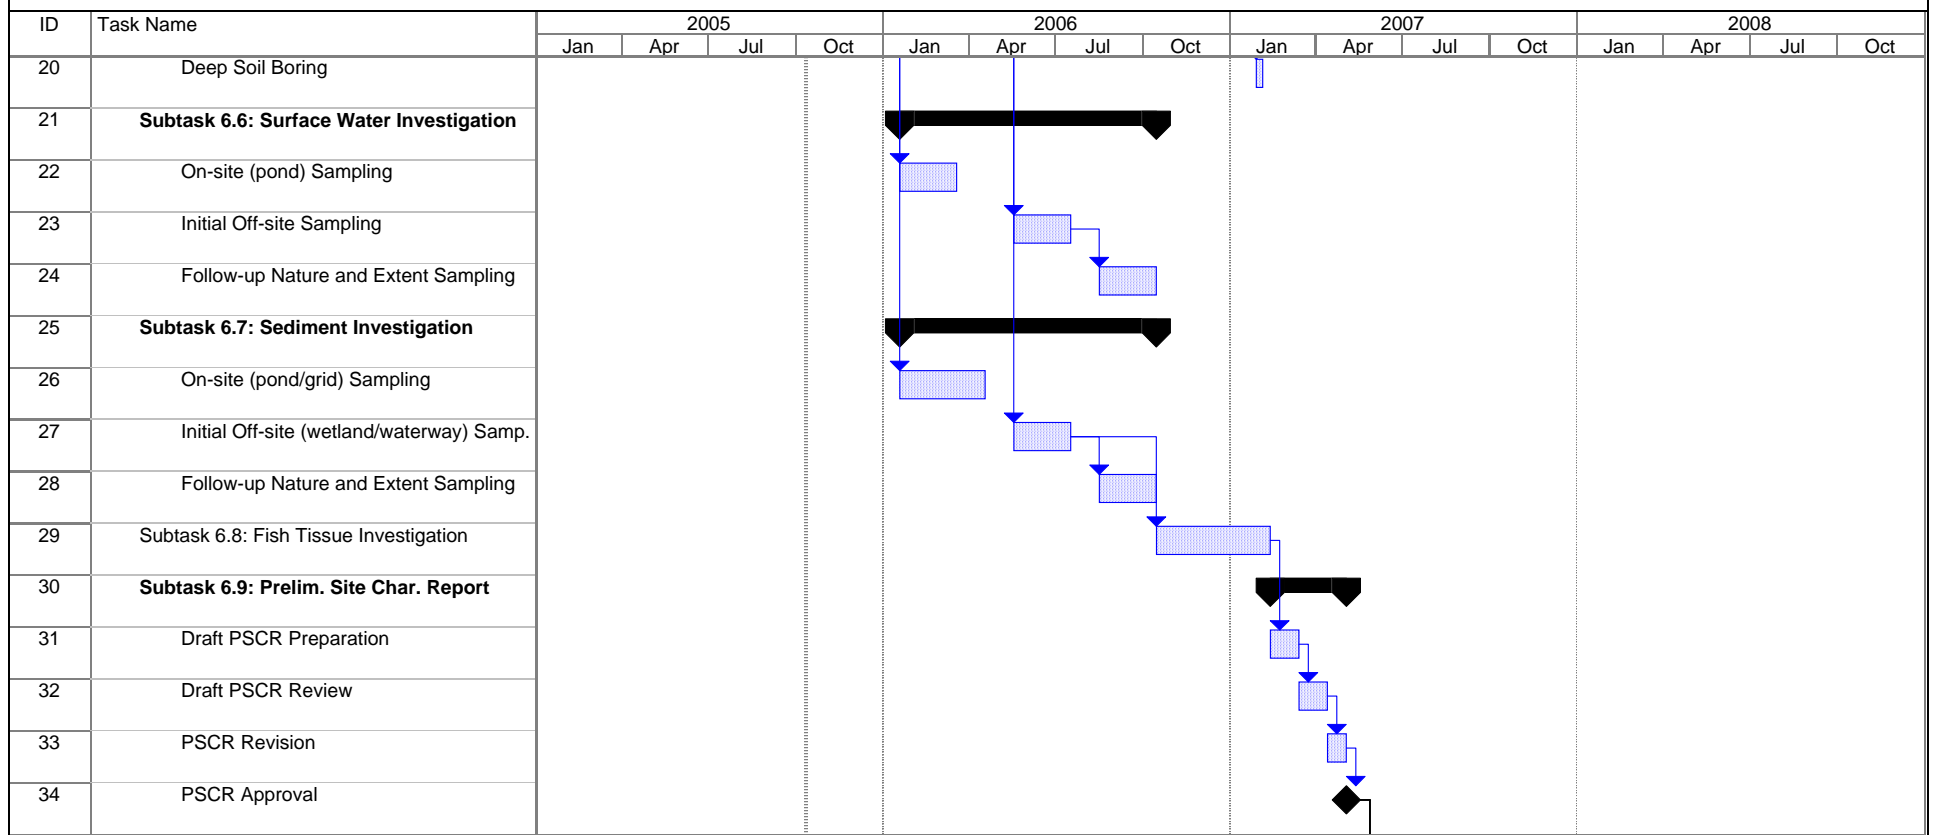 ID Task Name 2005 2006 2007 2008
Jan Apr Jul Oct Jan Apr Jul Oct Jan Apr Jul Oct Jan Apr Jul Oct
20 Deep Soil Boring
21 Subtask 6.6: Surface Water Investigation
22 On-site (pond) Sampling
23 Initial Off-site Sampling
24 Follow-up Nature and Extent Sampling
25 Subtask 6.7: Sediment Investigation
26 On-site (pond/grid) Sampling
27 Initial Off-site (wetland/waterway) Samp.
28 Follow-up Nature and Extent Sampling
29 Subtask 6.8: Fish Tissue Investigation
30 Subtask 6.9: Prelim. Site Char. Report
31 Draft PSCR Preparation
32 Draft PSCR Review
33 PSCR Revision
34 PSCR Approval